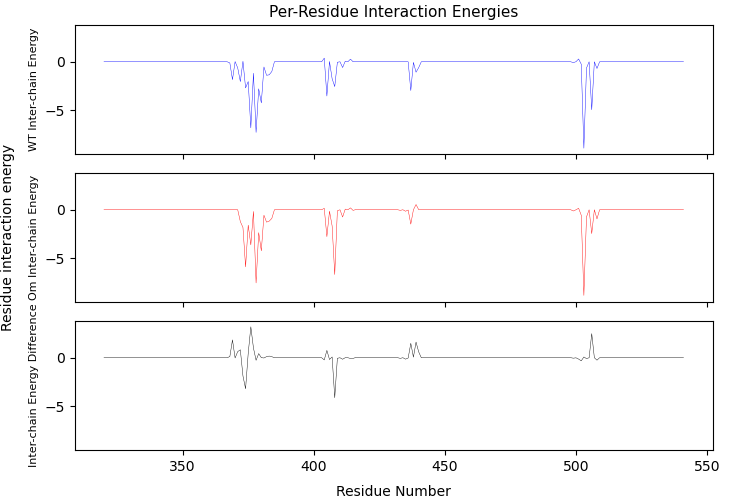 Per-Residue Interaction Energies
Residue interaction energy
WT Inter-chain Energy
0
−5
Om Inter-chain Energy
0
−5
Inter-chain Energy Difference
0
−5
350
400
450
500
550
Residue Number